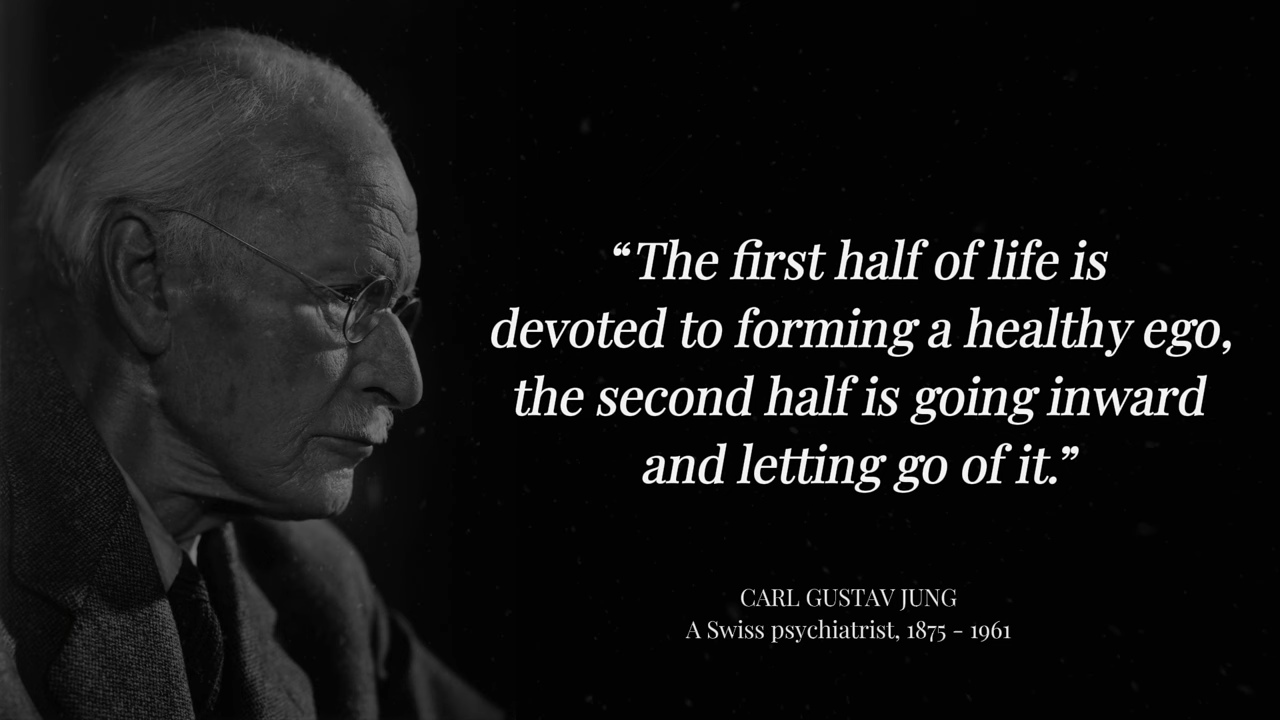 “The first half of life is
devoted to forming a healthy ego,
the second half is going inward
and letting go of it.”
CARL GUSTAV JUNG
A Swiss psychiatrist, 1875 - 1961